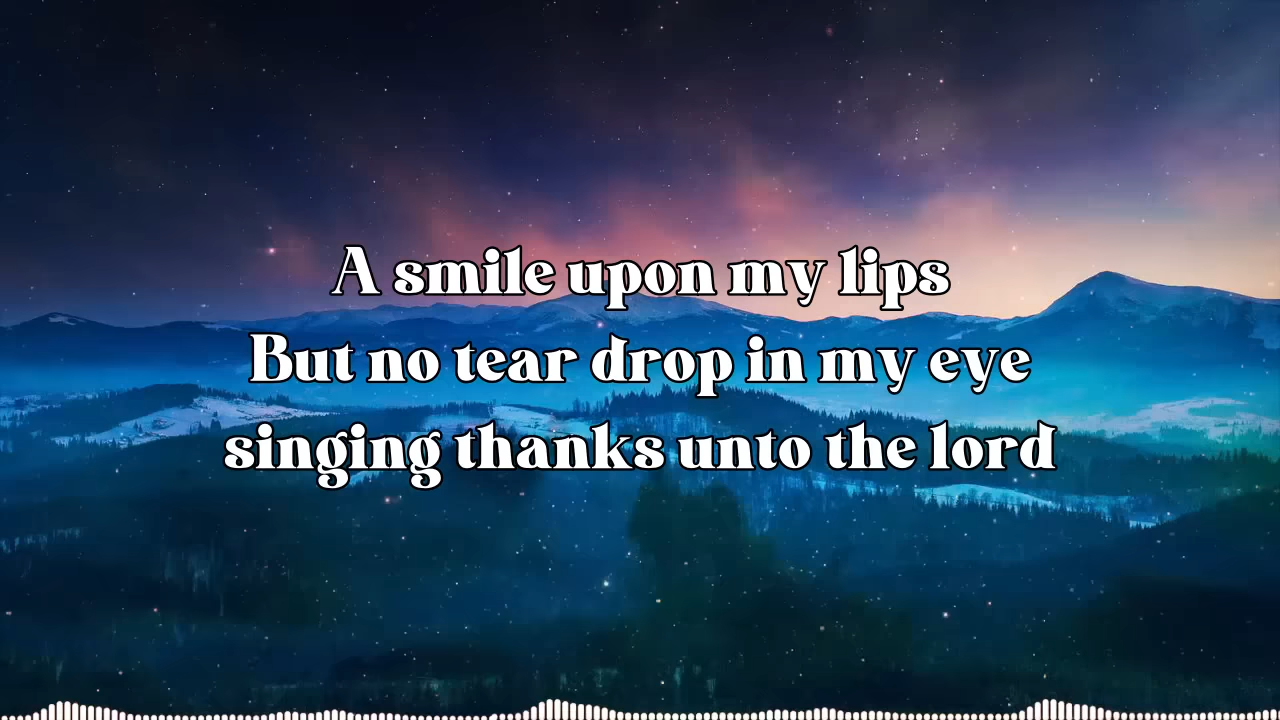 A smile upon my lips
But no tear drop in my eye
singing thanks unto the lord